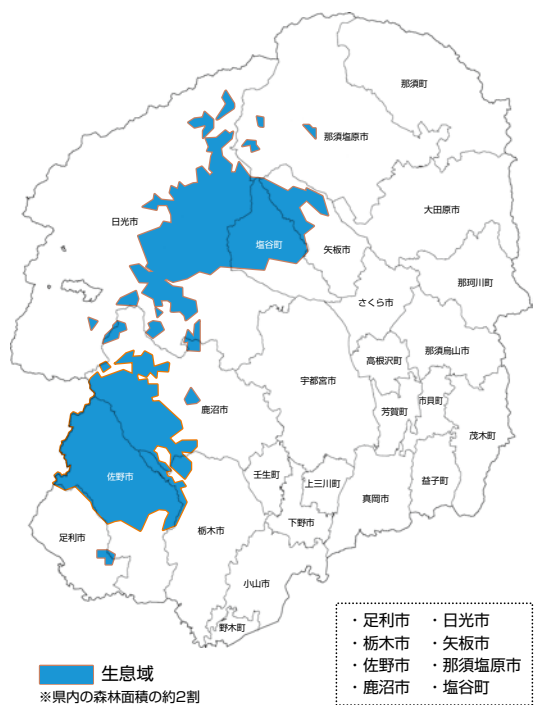 那須町
那須塩原市
大田原市
日光市
塩谷町
矢板市
那珂川町
さくら市
那須烏山市
高根沢町
宇都宮市
市貝町
鹿沼市
芳賀町
茂木町
佐野市
壬生町
上三川町
真岡市
益子町
下野市
足利市
栃木市
小山市
野木町
・足利市 ・日光市
・栃木市 ・矢板市
・佐野市 ・那須塩原市
・鹿沼市 ・塩谷町
生息域
※県内の森林面積の約2割